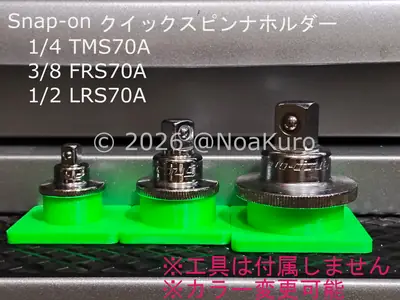 Snap-on クイックスピンナホルダー
1/4 TMS70A
3/8 FRS70A
1/2 LRS70A
© 2026 @NoaKuro
※工具は付属しません
※カラー変更可能